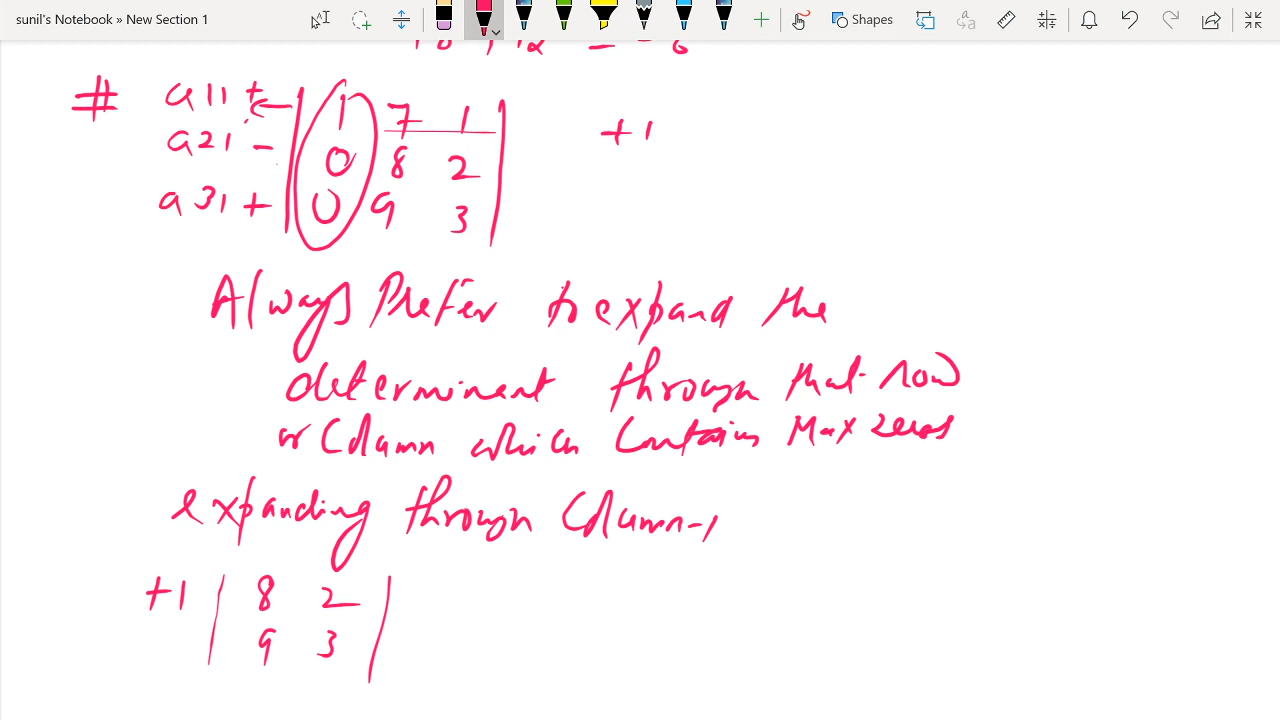 sunil's Notebook » New Section 1
Shapes
# a11 + | 1 7 1 | +1
a21 - | 0 8 2 |
a31 + | 0 9 3 |
Always Prefer to expand the
determinent through that row
or Column which Contains Max zeros
expanding through Column-1
+1 | 8 2 |
| 9 3 |